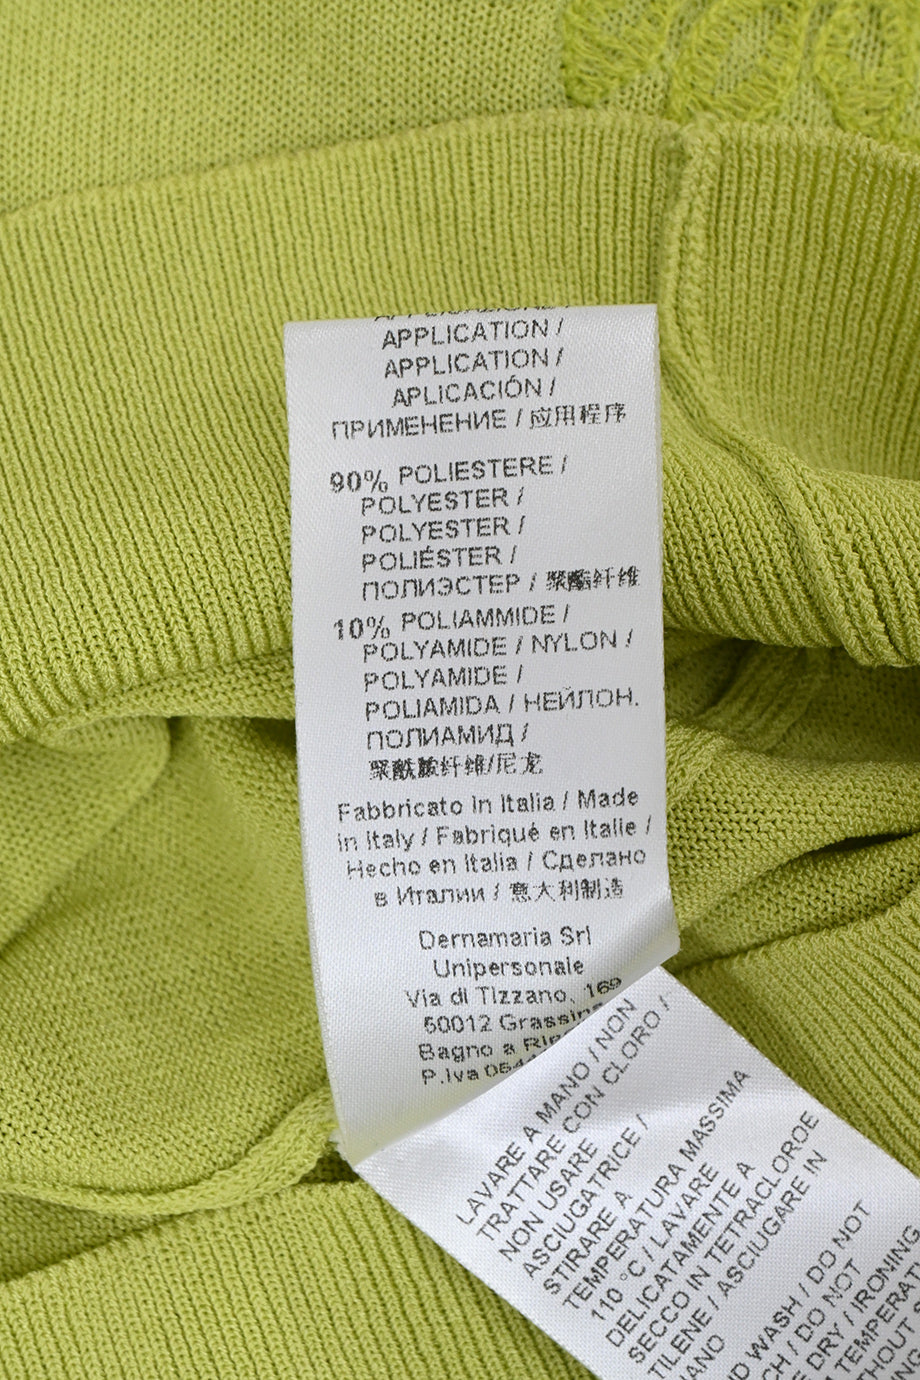 APPLICATION /
APPLICATION /
APLICACIÓN /
ПРИМЕНЕНИЕ / 应用程序
90% POLIESTERE /
POLYESTER /
POLYESTER /
POLIÉSTER /
ПОЛИЭСТЕР / 聚酯纤维
10% POLIAMMIDE /
POLYAMIDE / NYLON /
POLYAMIDE /
POLIAMIDA / НЕЙЛОН.
ПОЛИАМИД /
聚酰胺纤维/尼龙
Fabbricato in Italia / Made
in Italy / Fabriqué en Italie /
Hecho en Italia / Сделано
в Италии / 意大利制造
Dernamaria Srl
Unipersonale
Via di Tizzano, 169
50012 Grassina
Bagno a
P.Iva
LAVARE A MANO / NON
TRATTARE CON CLORO /
NON USARE
ASCIUGATRICE /
STIRARE A
TEMPERATURA MASSIMA
110 °C / LAVARE
DELICATAMENTE A
SECCO IN TETRACLOROE
TILENE / ASCIUGARE IN
WASH / DO NOT
/ DO NOT
DRY / IRONING